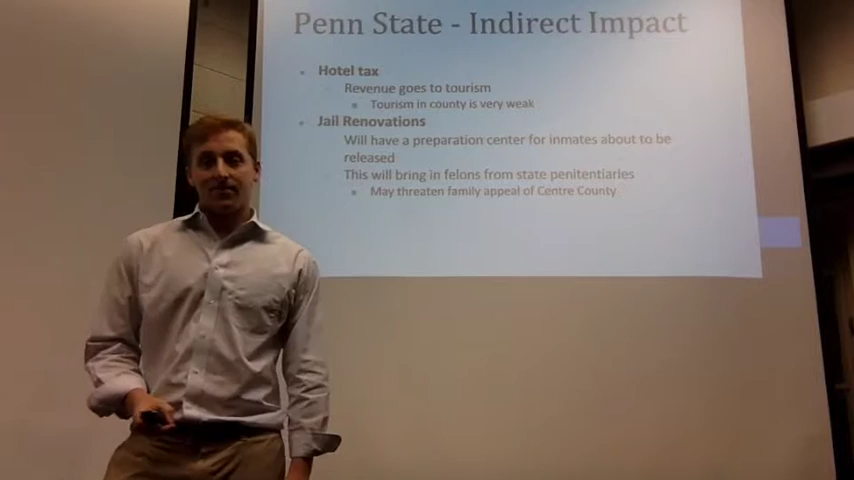 Penn State - Indirect Impact
Hotel tax
Revenue goes to tourism
Tourism in county is very weak
Jail Renovations
Will have a preparation center for inmates about to be
released
This will bring in felons from state penitentiaries
May threaten family appeal of Centre County